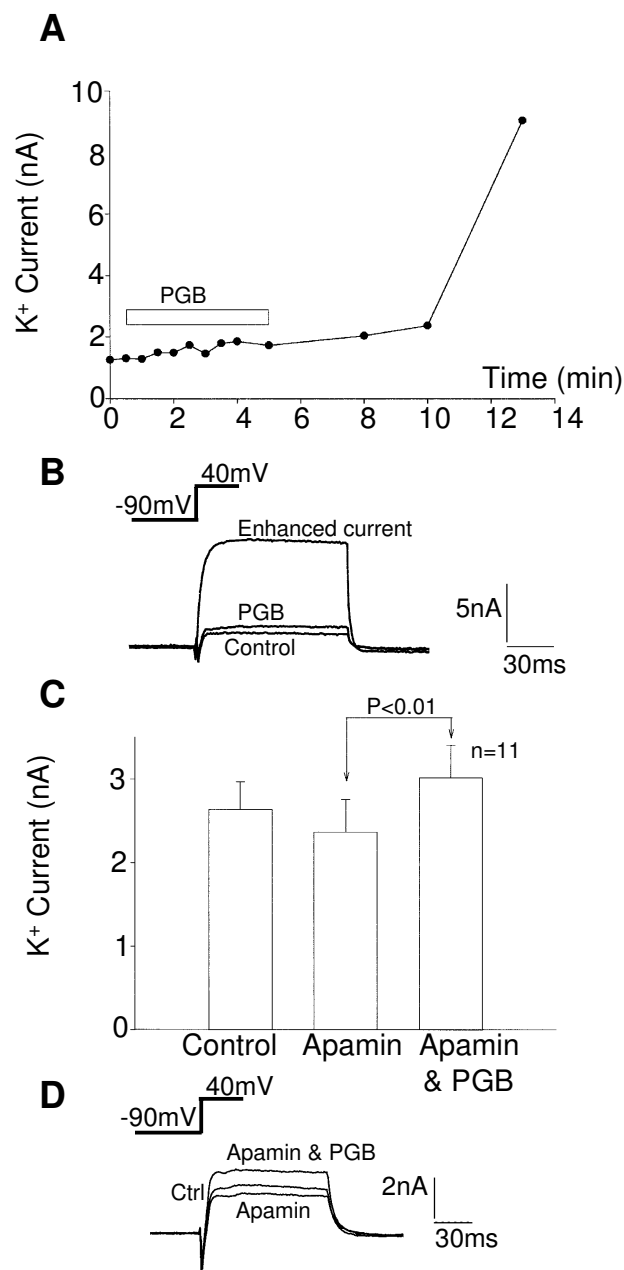 A
K+ Current (nA)
10
8
6
4
2
0
PGB
Time (min)
0 2 4 6 8 10 12 14
B
40mV
-90mV
Enhanced current
PGB
Control
5nA
30ms
C
P<0.01
n=11
K+ Current (nA)
3
2
1
0
Control Apamin Apamin
& PGB
D
40mV
-90mV
Apamin & PGB
Ctrl
Apamin
2nA
30ms